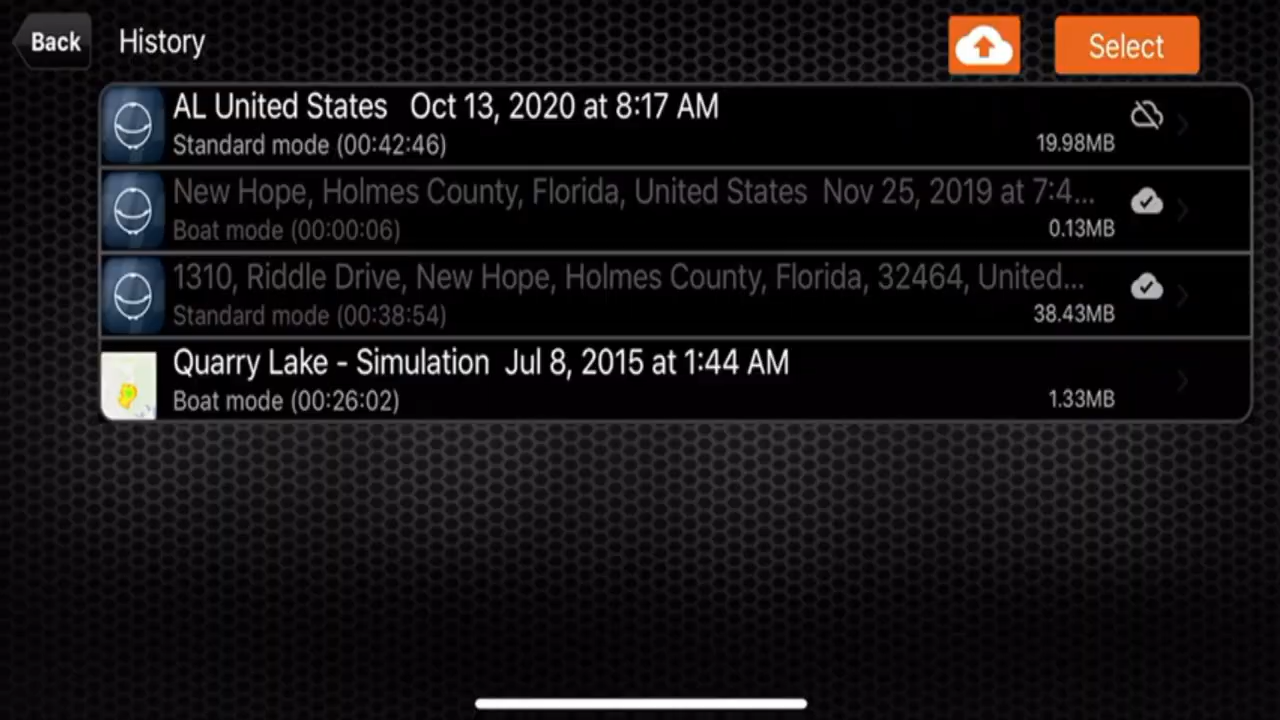 Back
History
Select
AL United States Oct 13, 2020 at 8:17 AM
Standard mode (00:42:46)
19.98MB
New Hope, Holmes County, Florida, United States Nov 25, 2019 at 7:4...
Boat mode (00:00:06)
0.13MB
1310, Riddle Drive, New Hope, Holmes County, Florida, 32464, United...
Standard mode (00:38:54)
38.43MB
Quarry Lake - Simulation Jul 8, 2015 at 1:44 AM
Boat mode (00:26:02)
1.33MB